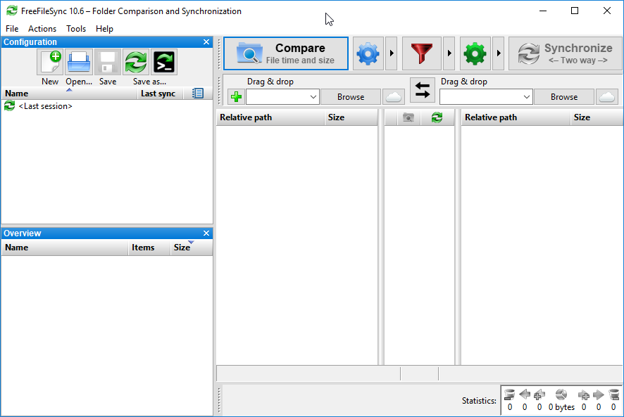 FreeFileSync 10.6 – Folder Comparison and Synchronization
File Actions Tools Help
Configuration
New Open... Save Save as...
Name Last sync
<Last session>
Overview
Name Items Size
Compare
File time and size
Synchronize
<– Two way –>
Drag & drop
Browse
Drag & drop
Browse
Relative path Size
Relative path Size
Statistics: 0 0 0 0 bytes 0 0 0